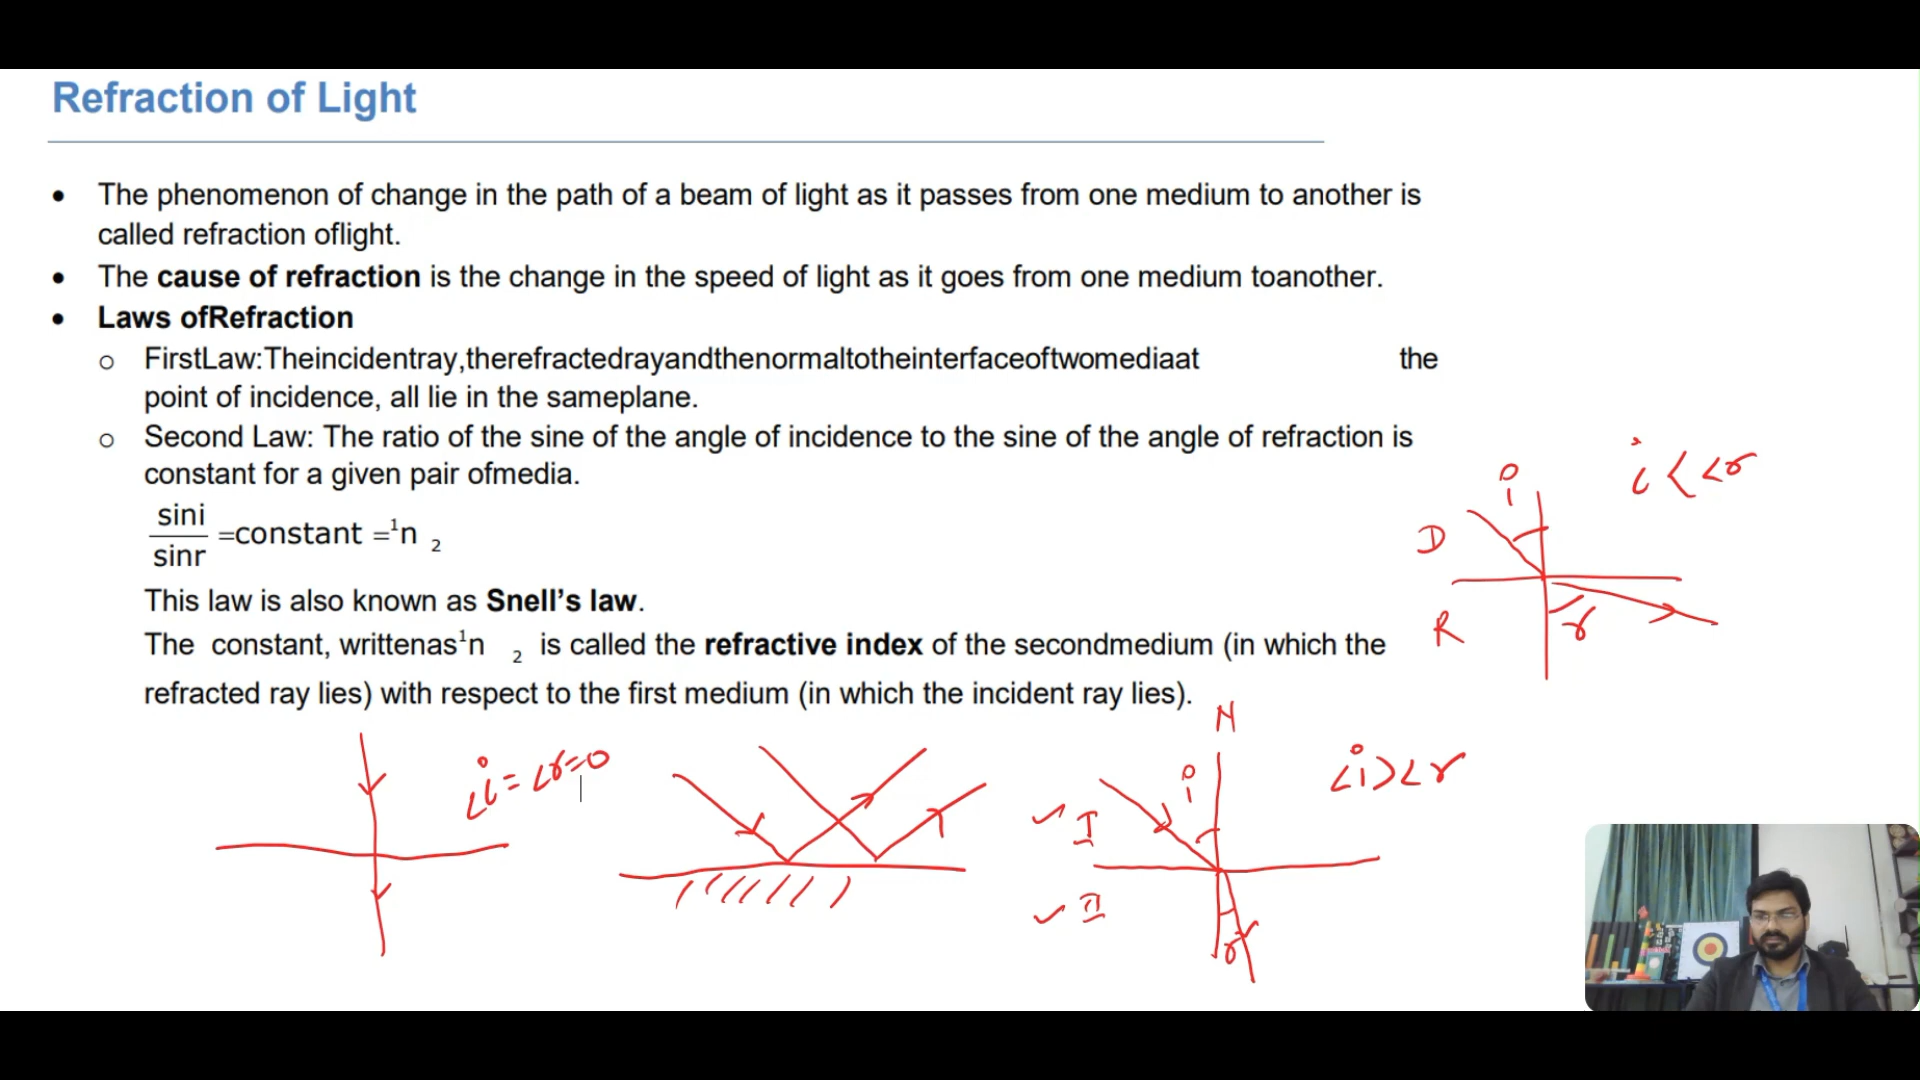 Refraction of Light
• The phenomenon of change in the path of a beam of light as it passes from one medium to another is
called refraction oflight.
• The cause of refraction is the change in the speed of light as it goes from one medium toanother.
• Laws ofRefraction
o FirstLaw:Theincidentray,therefractedrayandthenormaltotheinterfaceoftwomediaat the
point of incidence, all lie in the sameplane.
o Second Law: The ratio of the sine of the angle of incidence to the sine of the angle of refraction is
constant for a given pair ofmedia.
sini
sinr
=constant =¹n ₂
This law is also known as Snell's law.
The constant, writtenas¹n ₂ is called the refractive index of the secondmedium (in which the
refracted ray lies) with respect to the first medium (in which the incident ray lies).
i < <r
i
D
R
r
<i = <r=0
N
i
<i><r
I
II
r